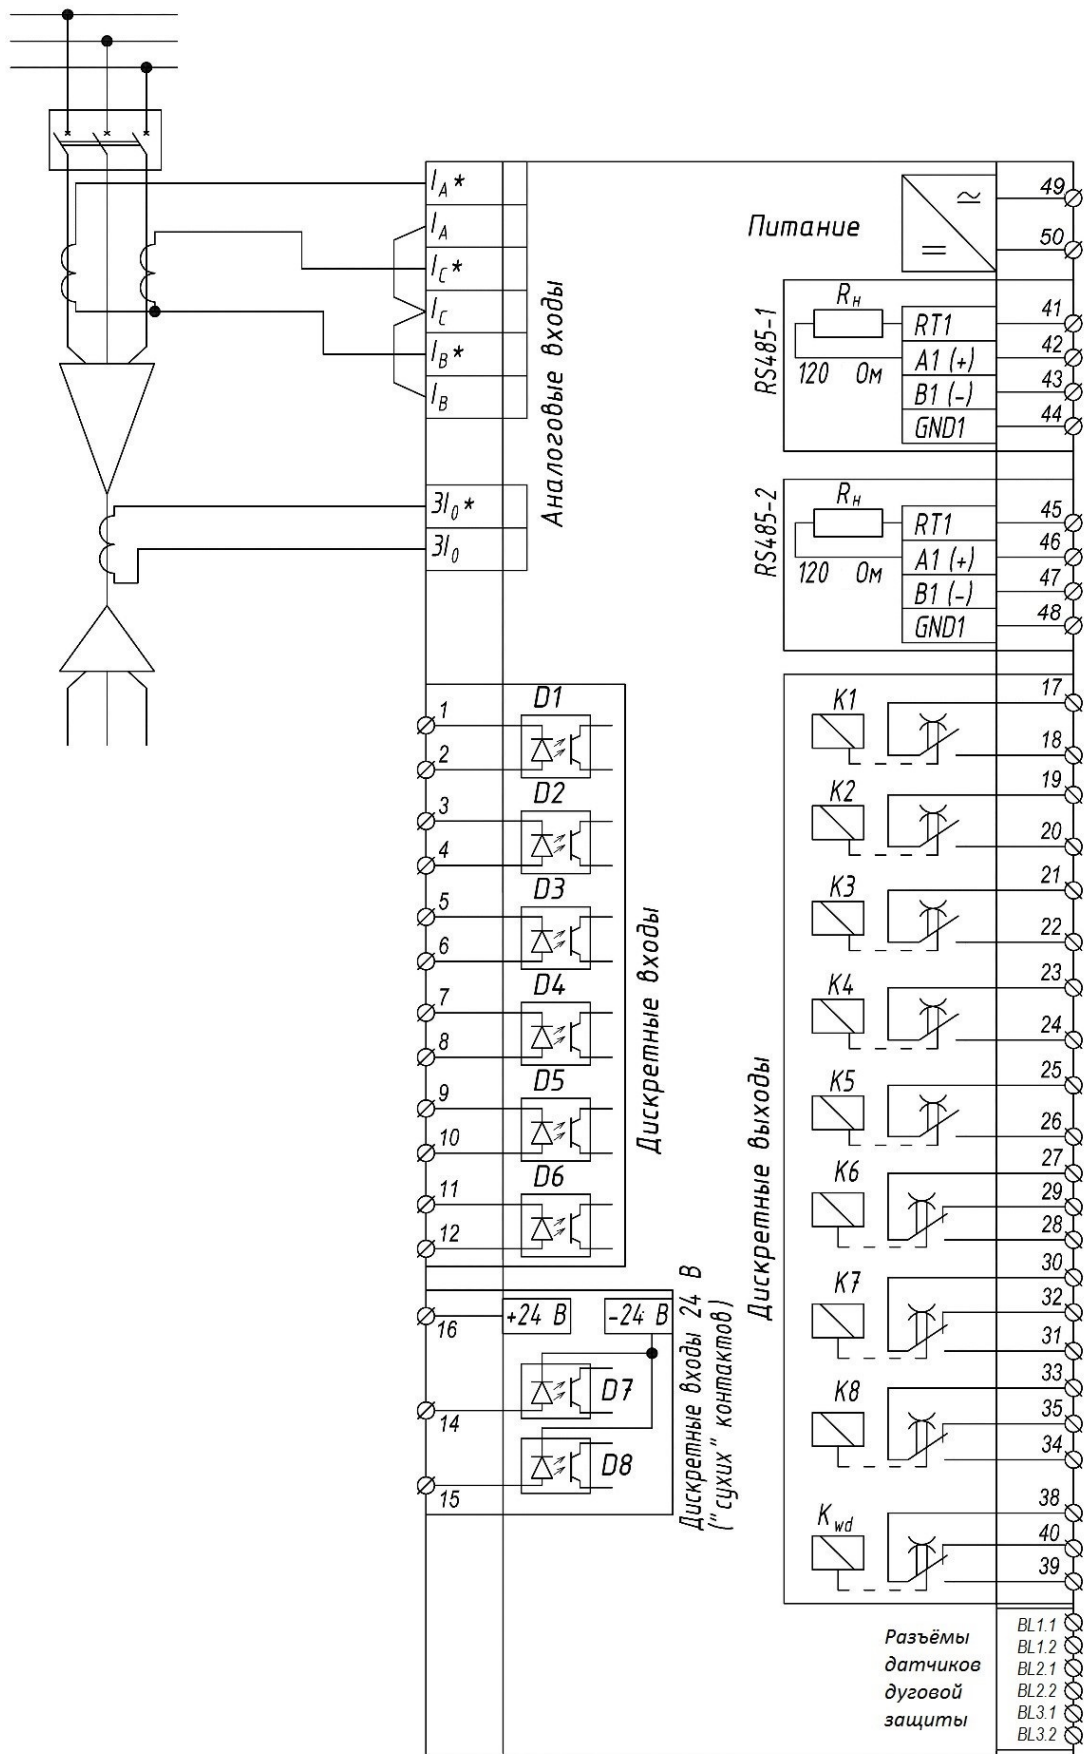 I_A*
I_A
I_C*
I_C
I_B*
I_B
Аналоговые входы
3I_0*
3I_0
1
D1
2
3
D2
4
5
D3
6
7
D4
8
9
D5
10
11
D6
12
Дискретные входы
16
+24 В
-24 В
14
D7
15
D8
Дискретные входы 24 В
("сухих" контактов)
Питание
49
50
RS485-1
Rн
120 Ом
RT1
41
A1 (+)
42
B1 (-)
43
GND1
44
RS485-2
Rн
120 Ом
RT1
45
A1 (+)
46
B1 (-)
47
GND1
48
Дискретные выходы
K1
17
18
K2
19
20
K3
21
22
K4
23
24
K5
25
26
K6
27
29
28
K7
30
32
31
K8
33
35
34
K_wd
38
40
39
Разъёмы
датчиков
дуговой
защиты
BL1.1
BL1.2
BL2.1
BL2.2
BL3.1
BL3.2